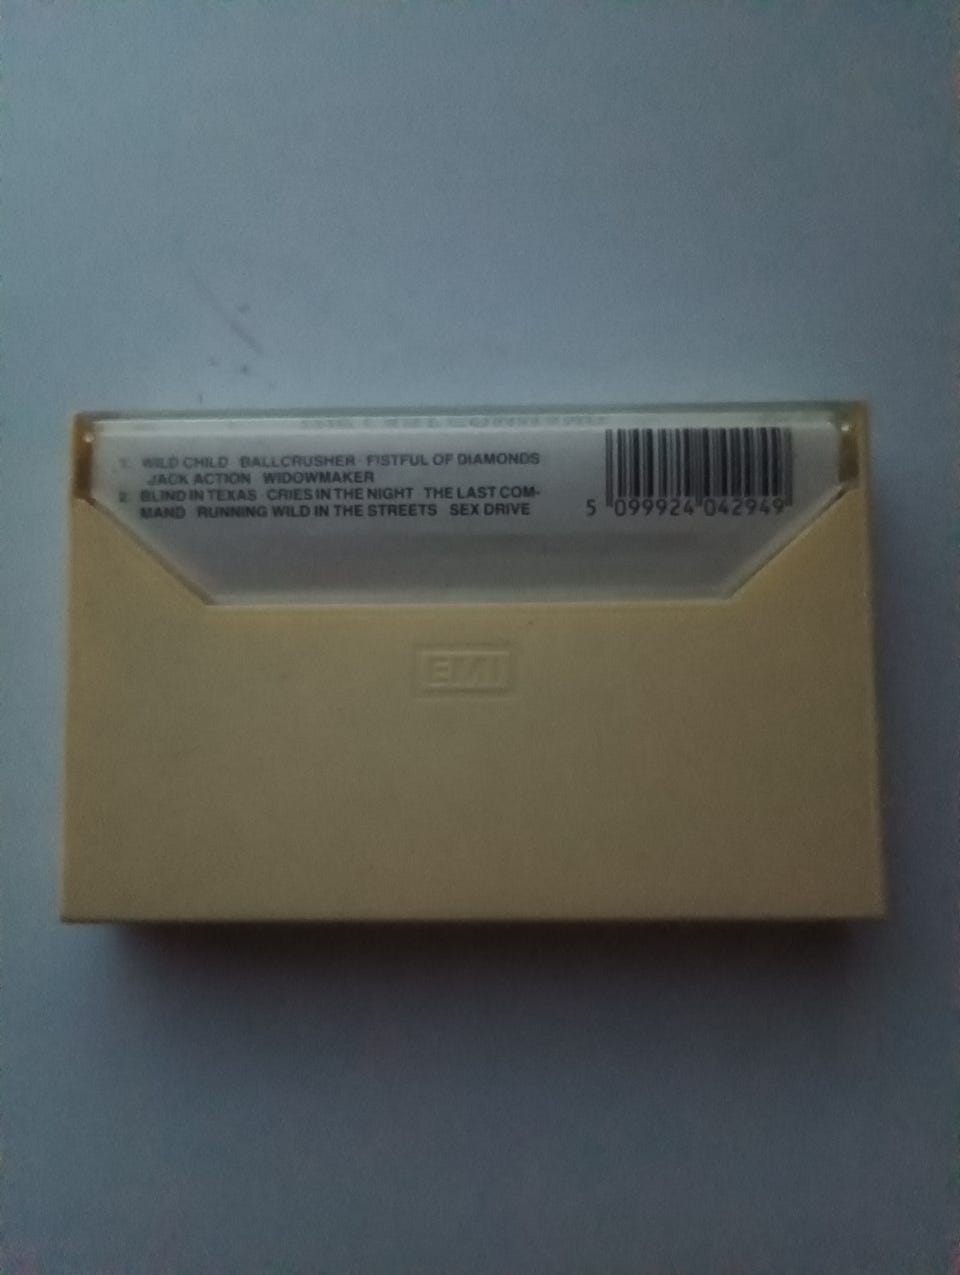 1. WILD CHILD BALLCRUSHER · FISTFUL OF DIAMONDS
JACK ACTION WIDOWMAKER
2. BLIND IN TEXAS CRIES IN THE NIGHT THE LAST COM-
MAND RUNNING WILD IN THE STREETS SEX DRIVE
5 099924 042949
EMI